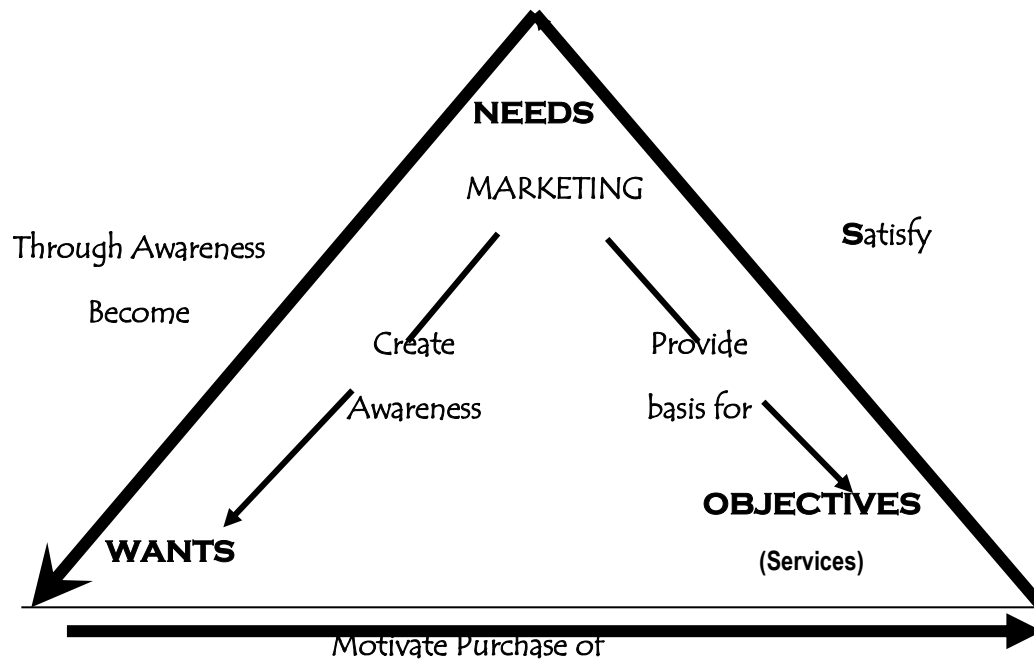 NEEDS
MARKETING
Through Awareness
Become
Satisfy
Create
Awareness
Provide
basis for
WANTS
OBJECTIVES
(Services)
Motivate Purchase of